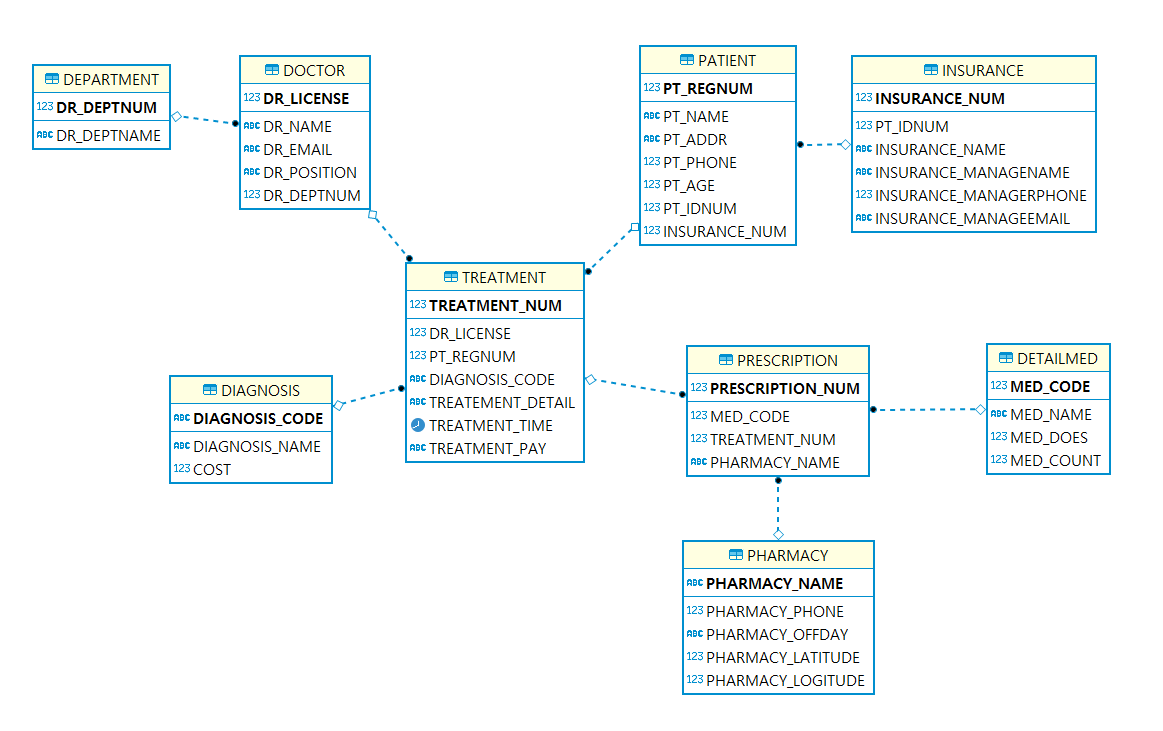 DEPARTMENT
123 DR_DEPTNUM
ABC DR_DEPTNAME
DOCTOR
123 DR_LICENSE
ABC DR_NAME
ABC DR_EMAIL
ABC DR_POSITION
123 DR_DEPTNUM
PATIENT
123 PT_REGNUM
ABC PT_NAME
ABC PT_ADDR
123 PT_PHONE
123 PT_AGE
123 PT_IDNUM
123 INSURANCE_NUM
INSURANCE
123 INSURANCE_NUM
123 PT_IDNUM
ABC INSURANCE_NAME
ABC INSURANCE_MANAGENAME
123 INSURANCE_MANAGERPHONE
ABC INSURANCE_MANAGEEMAIL
TREATMENT
123 TREATMENT_NUM
123 DR_LICENSE
123 PT_REGNUM
ABC DIAGNOSIS_CODE
ABC TREATEMENT_DETAIL
TREATMENT_TIME
ABC TREATMENT_PAY
DIAGNOSIS
ABC DIAGNOSIS_CODE
ABC DIAGNOSIS_NAME
123 COST
PRESCRIPTION
123 PRESCRIPTION_NUM
123 MED_CODE
123 TREATMENT_NUM
ABC PHARMACY_NAME
DETAILMED
123 MED_CODE
ABC MED_NAME
123 MED_DOES
123 MED_COUNT
PHARMACY
ABC PHARMACY_NAME
123 PHARMACY_PHONE
ABC PHARMACY_OFFDAY
123 PHARMACY_LATITUDE
123 PHARMACY_LOGITUDE